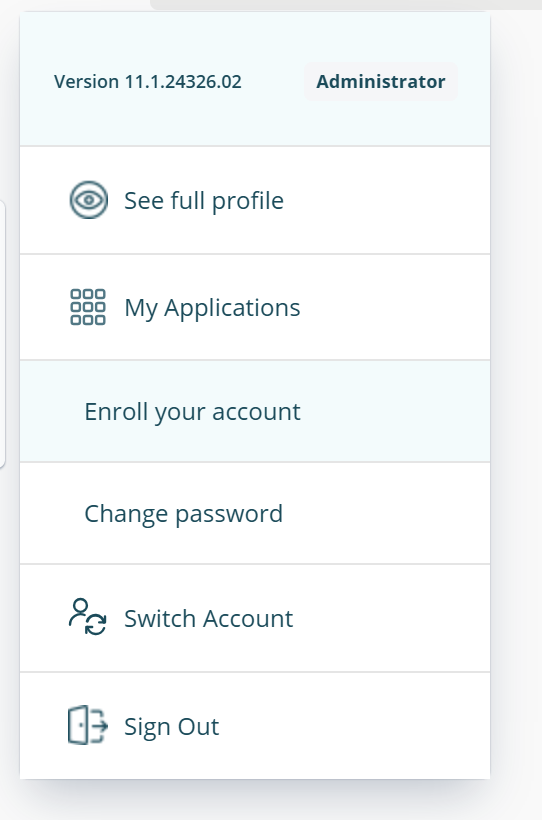 Version 11.1.24326.02 Administrator
See full profile
My Applications
Enroll your account
Change password
Switch Account
Sign Out